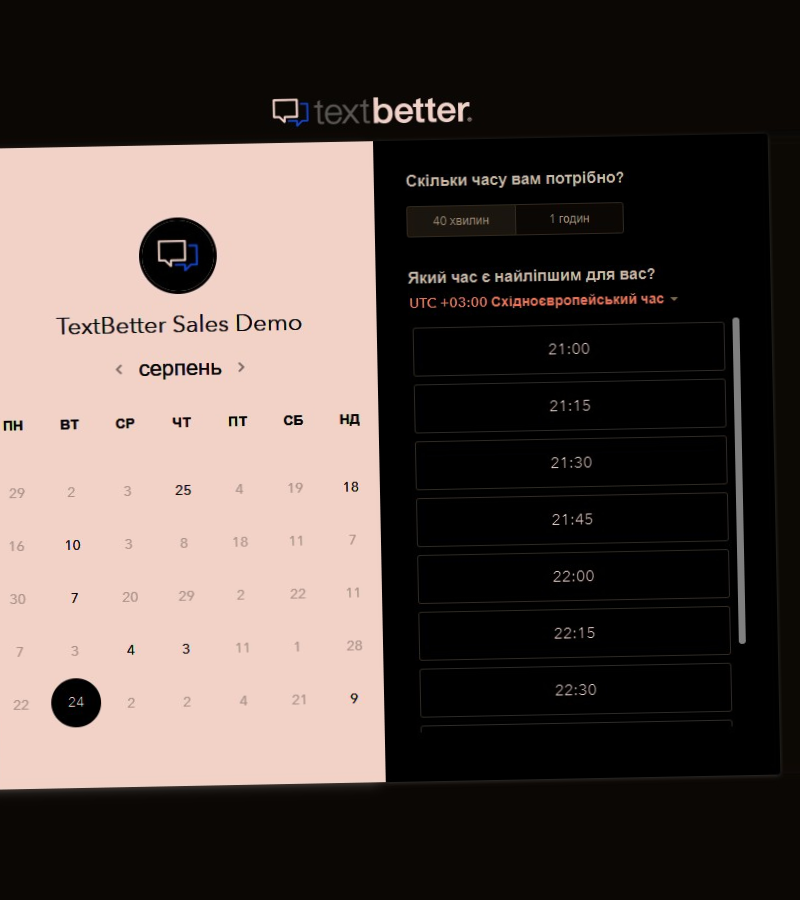 textbetter.
TextBetter Sales Demo
серпень
ПН ВТ СР ЧТ ПТ СБ НД
29 2 3 25 4 19 18
16 10 3 8 18 11 7
30 7 20 29 2 22 11
7 3 4 3 11 1 28
22 24 2 2 4 21 9
Скільки часу вам потрібно?
40 хвилин 1 годин
Який час є найліпшим для вас?
UTC +03:00 Східноєвропейський час
21:00
21:15
21:30
21:45
22:00
22:15
22:30